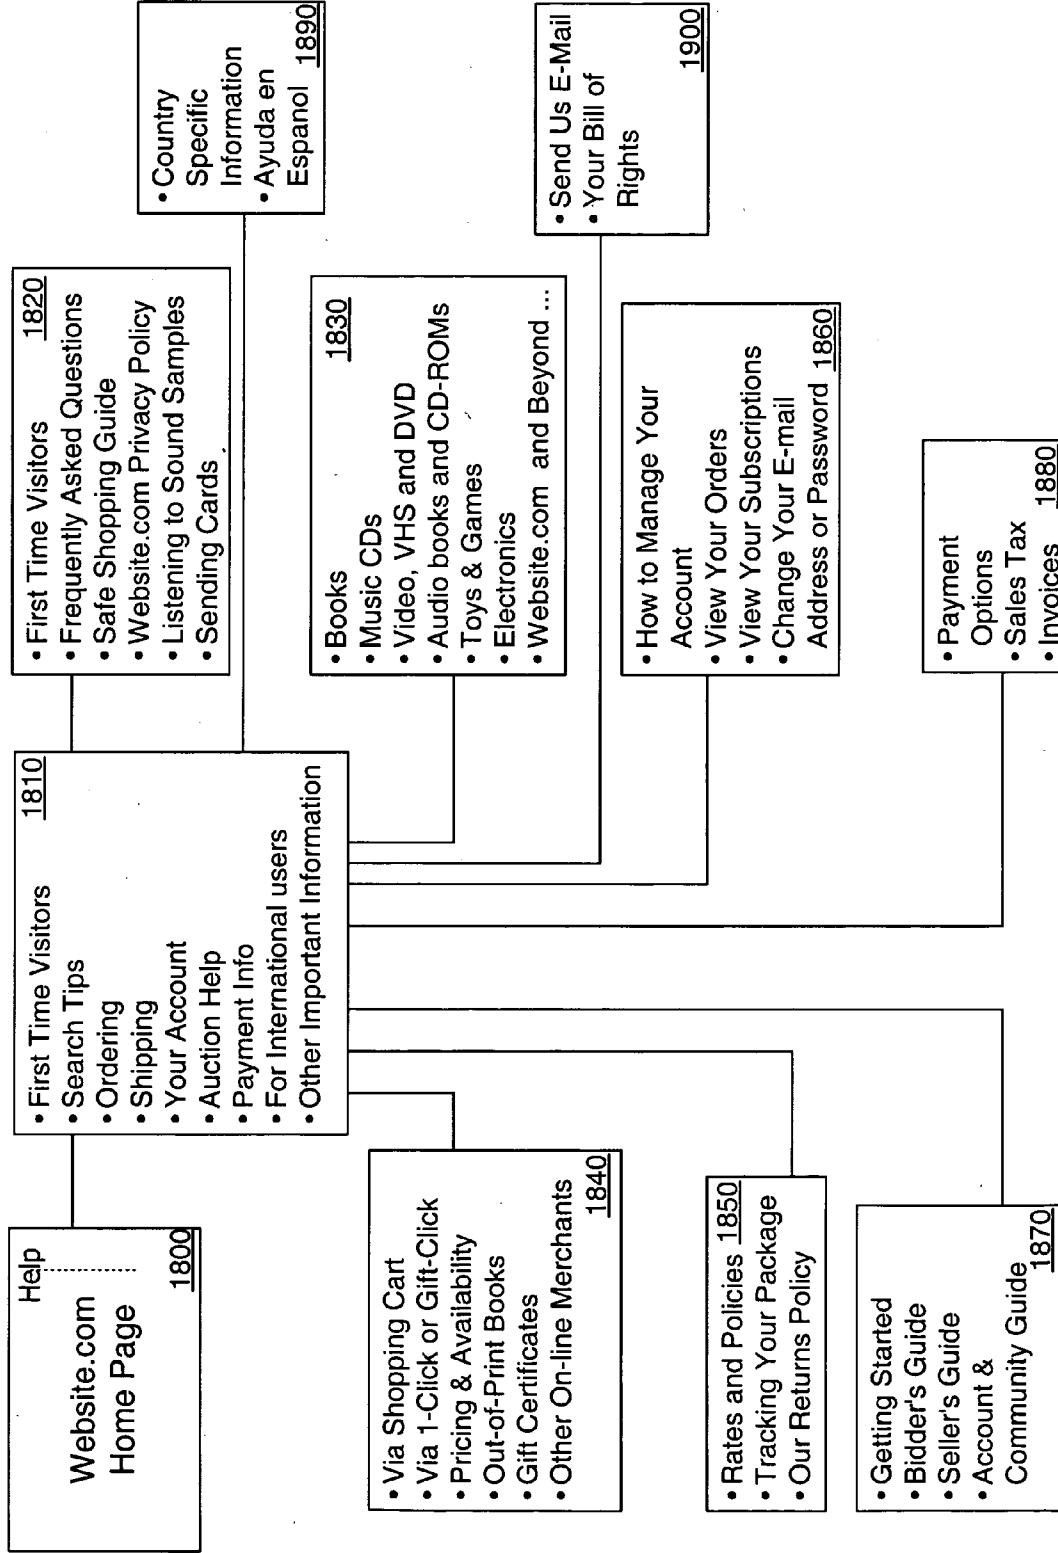 Help
Website.com
Home Page
1800
• First Time Visitors
1810
• Search Tips
• Ordering
• Shipping
• Your Account
• Auction Help
• Payment Info
• For International users
• Other Important Information
• First Time Visitors
1820
• Frequently Asked Questions
• Safe Shopping Guide
• Website.com Privacy Policy
• Listening to Sound Samples
• Sending Cards
• Country
Specific
Information
• Ayuda en
Espanol 1890
• Books
1830
• Music CDs
• Video, VHS and DVD
• Audio books and CD-ROMs
• Toys & Games
• Electronics
• Website.com and Beyond ...
• Send Us E-Mail
• Your Bill of
Rights
1900
• Via Shopping Cart
• Via 1-Click or Gift-Click
• Pricing & Availability
• Out-of-Print Books
• Gift Certificates
• Other On-line Merchants
1840
• How to Manage Your
Account
• View Your Orders
• View Your Subscriptions
• Change Your E-mail
Address or Password 1860
• Rates and Policies 1850
• Tracking Your Package
• Our Returns Policy
• Getting Started
• Bidder's Guide
• Seller's Guide
• Account &
Community Guide
1870
• Payment
Options
• Sales Tax
• Invoices
1880